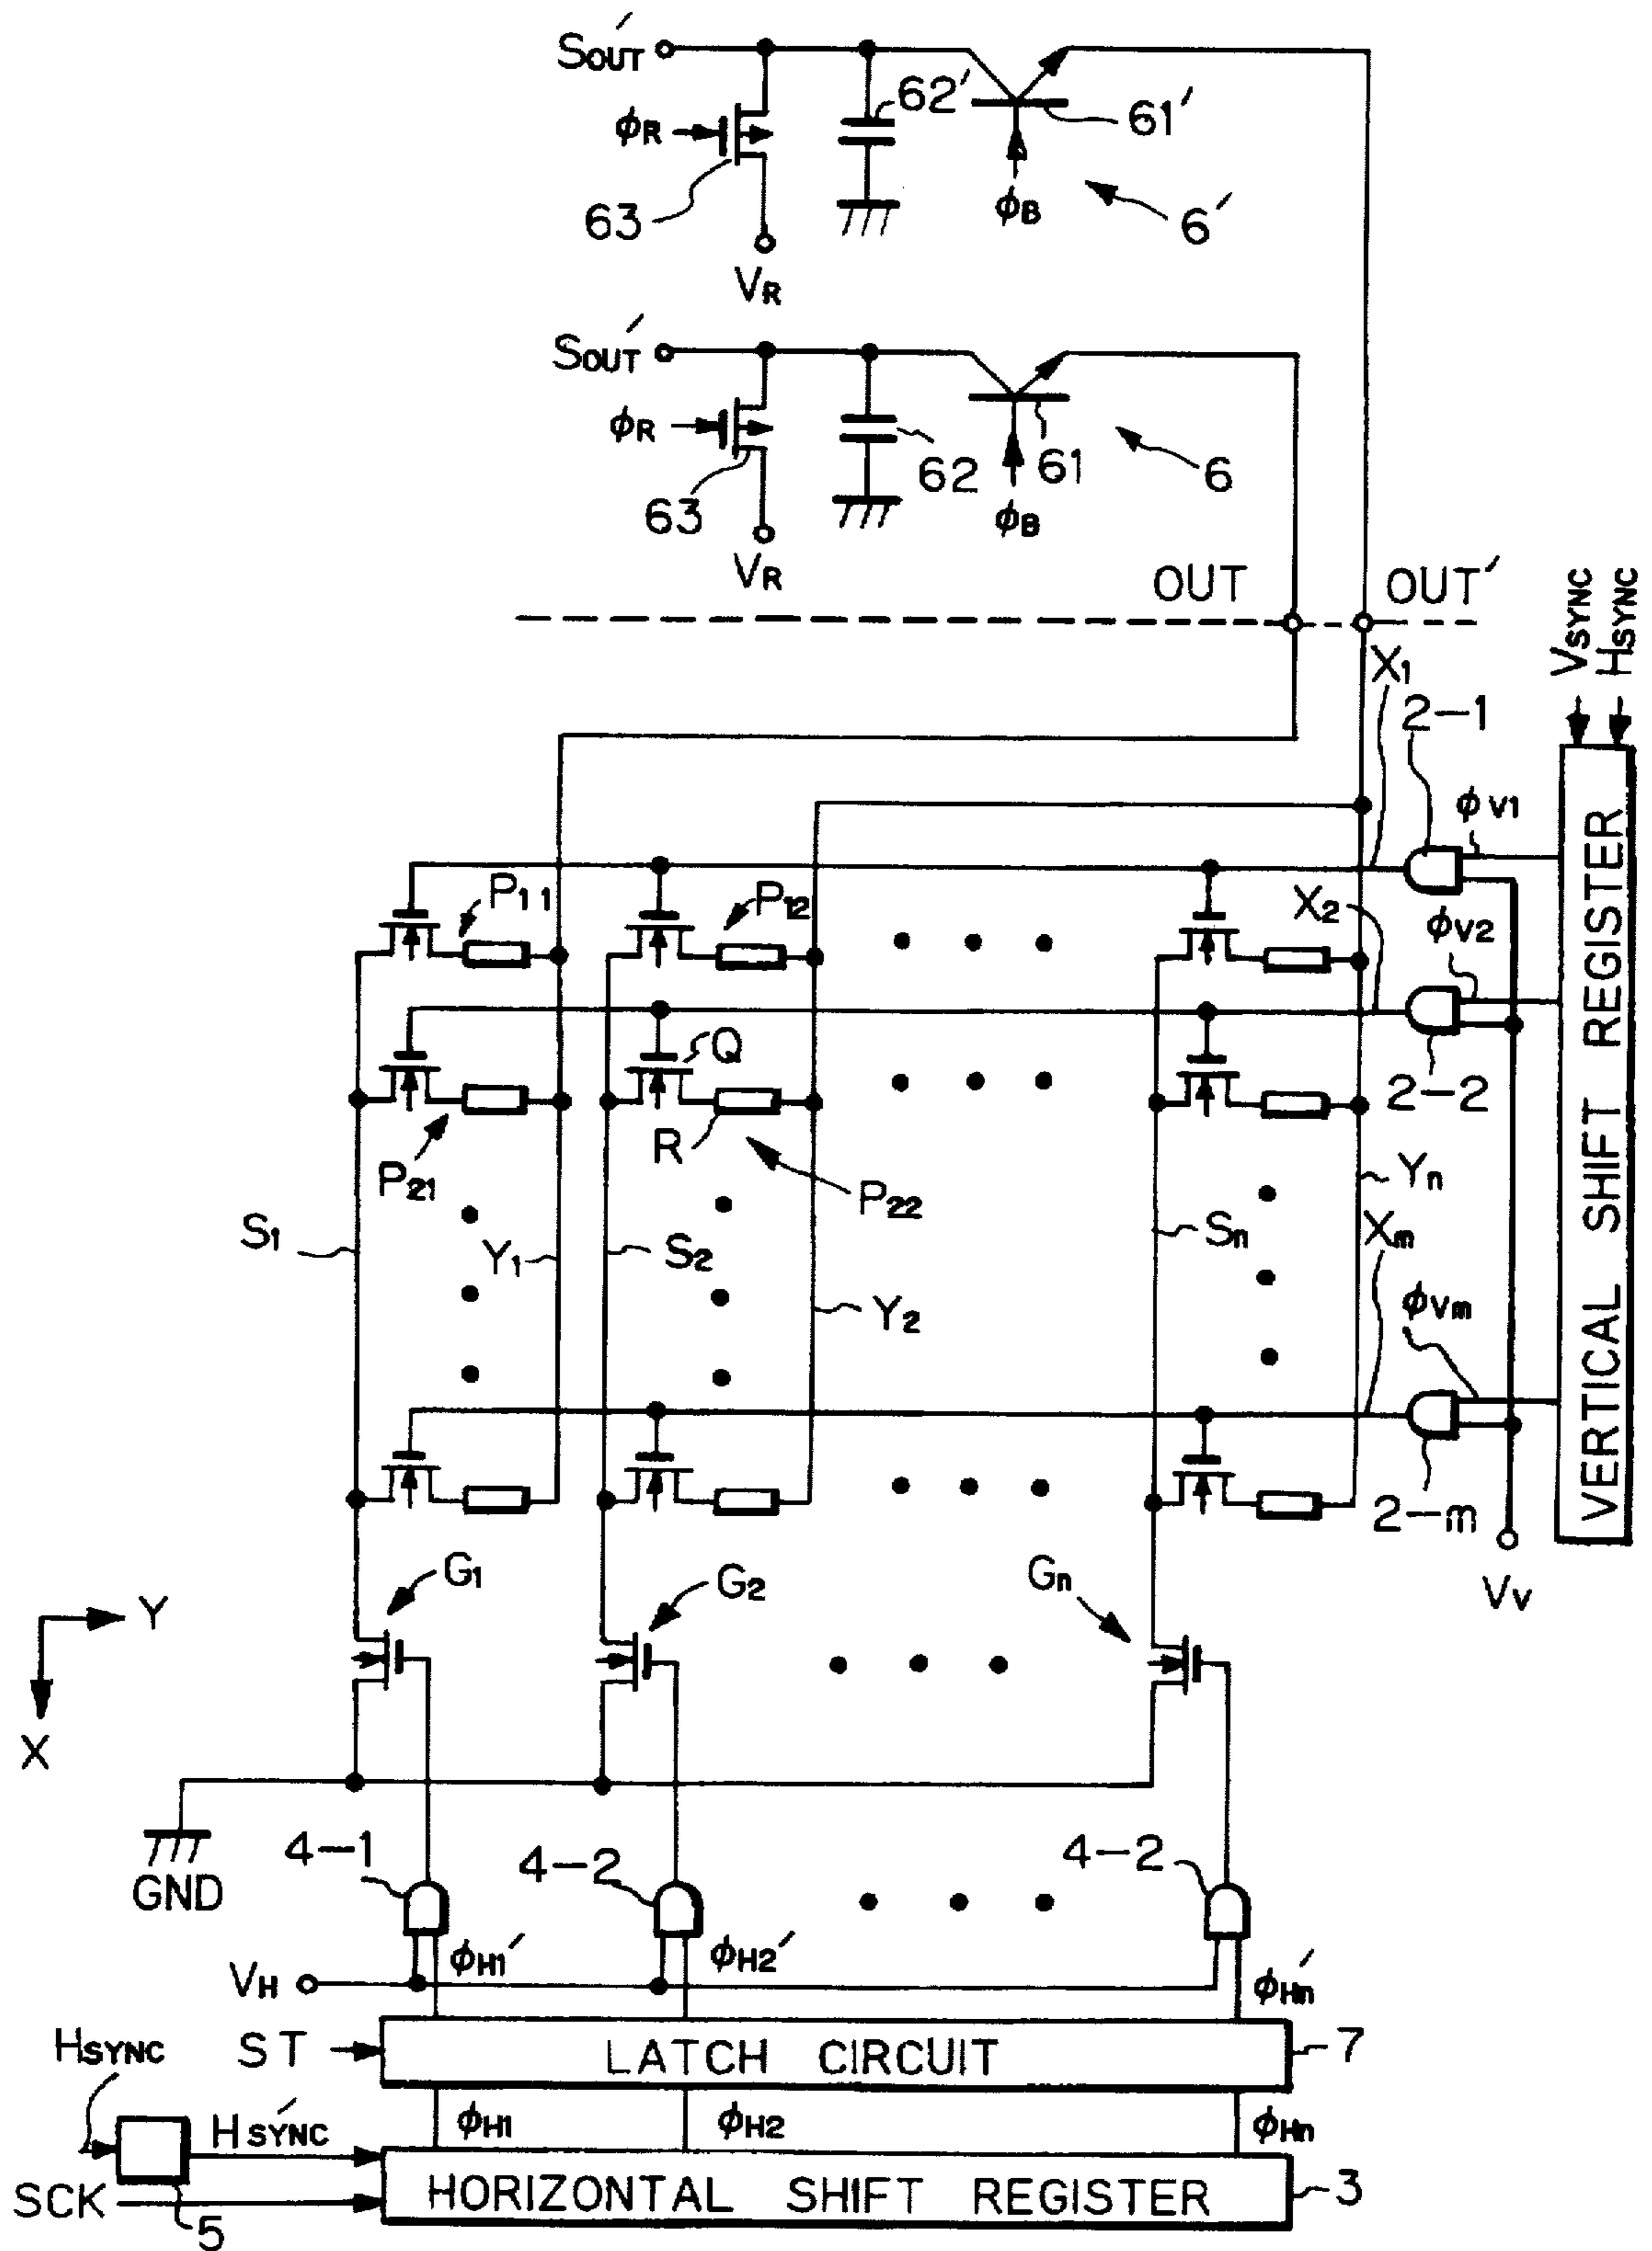 SOUT′
62′
61′
ϕR
ϕB
6′
63
VR
SOUT′
ϕR
62
61
6
63
ϕB
VR
OUT
OUT′
VSYNC
HSYNC
X1
2-1
ϕV1
P11
P12
X2
ϕV2
Q
2-2
R
P21
P22
Yn
S1
Y1
S2
Sn
Xm
Y2
ϕVm
VERTICAL SHIFT REGISTER
2-m
G1
G2
Gn
VV
Y
X
4-1
4-2
4-2
GND
ϕH1′
ϕH2′
VH
ϕHn′
HSYNC
ST
LATCH CIRCUIT
7
HSYNC′
ϕH1
ϕH2
ϕHn
SCK
5
HORIZONTAL SHIFT REGISTER
3